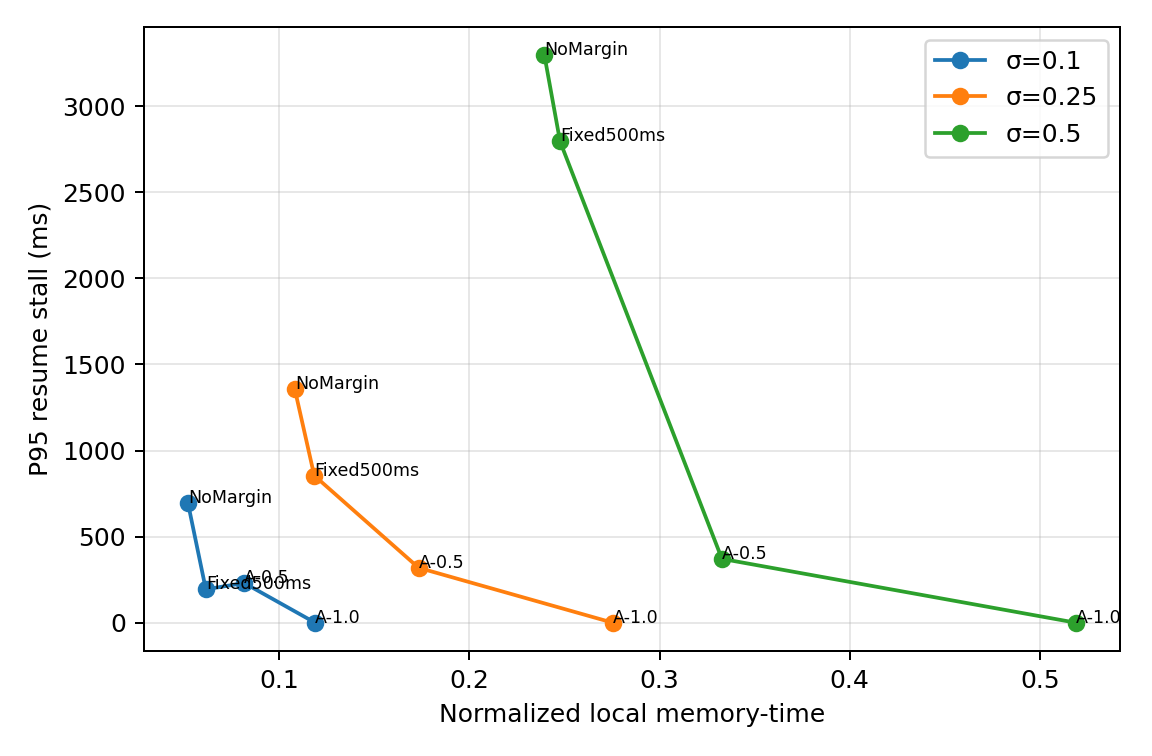 NoMargin
σ=0.1
σ=0.25
σ=0.5
3000
Fixed500ms
2500
2000
P95 resume stall (ms)
1500
NoMargin
1000
Fixed500ms
NoMargin
500
A-0.5
A-0.5
A-0.5
Fixed500ms
0
A-1.0
A-1.0
A-1.0
0.1
0.2
0.3
0.4
0.5
Normalized local memory-time